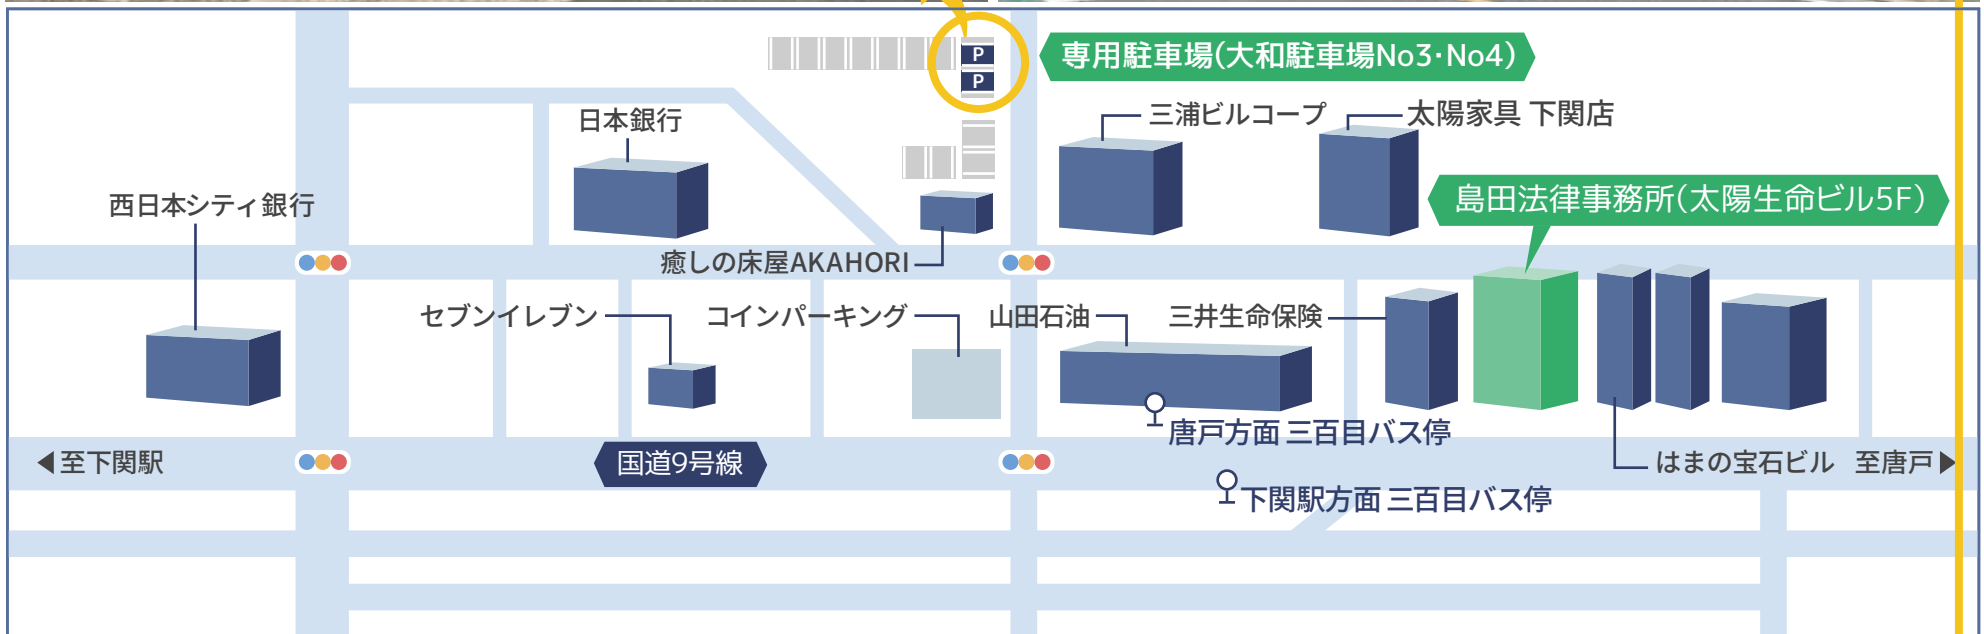 P
専用駐車場(大和駐車場No3・No4)
P
日本銀行
三浦ビルコープ
太陽家具 下関店
西日本シティ銀行
島田法律事務所(太陽生命ビル5F)
癒しの床屋AKAHORI
セブンイレブン
コインパーキング
山田石油
三井生命保険
唐戸方面 三百目バス停
至下関駅
国道9号線
はまの宝石ビル
至唐戸
下関駅方面 三百目バス停